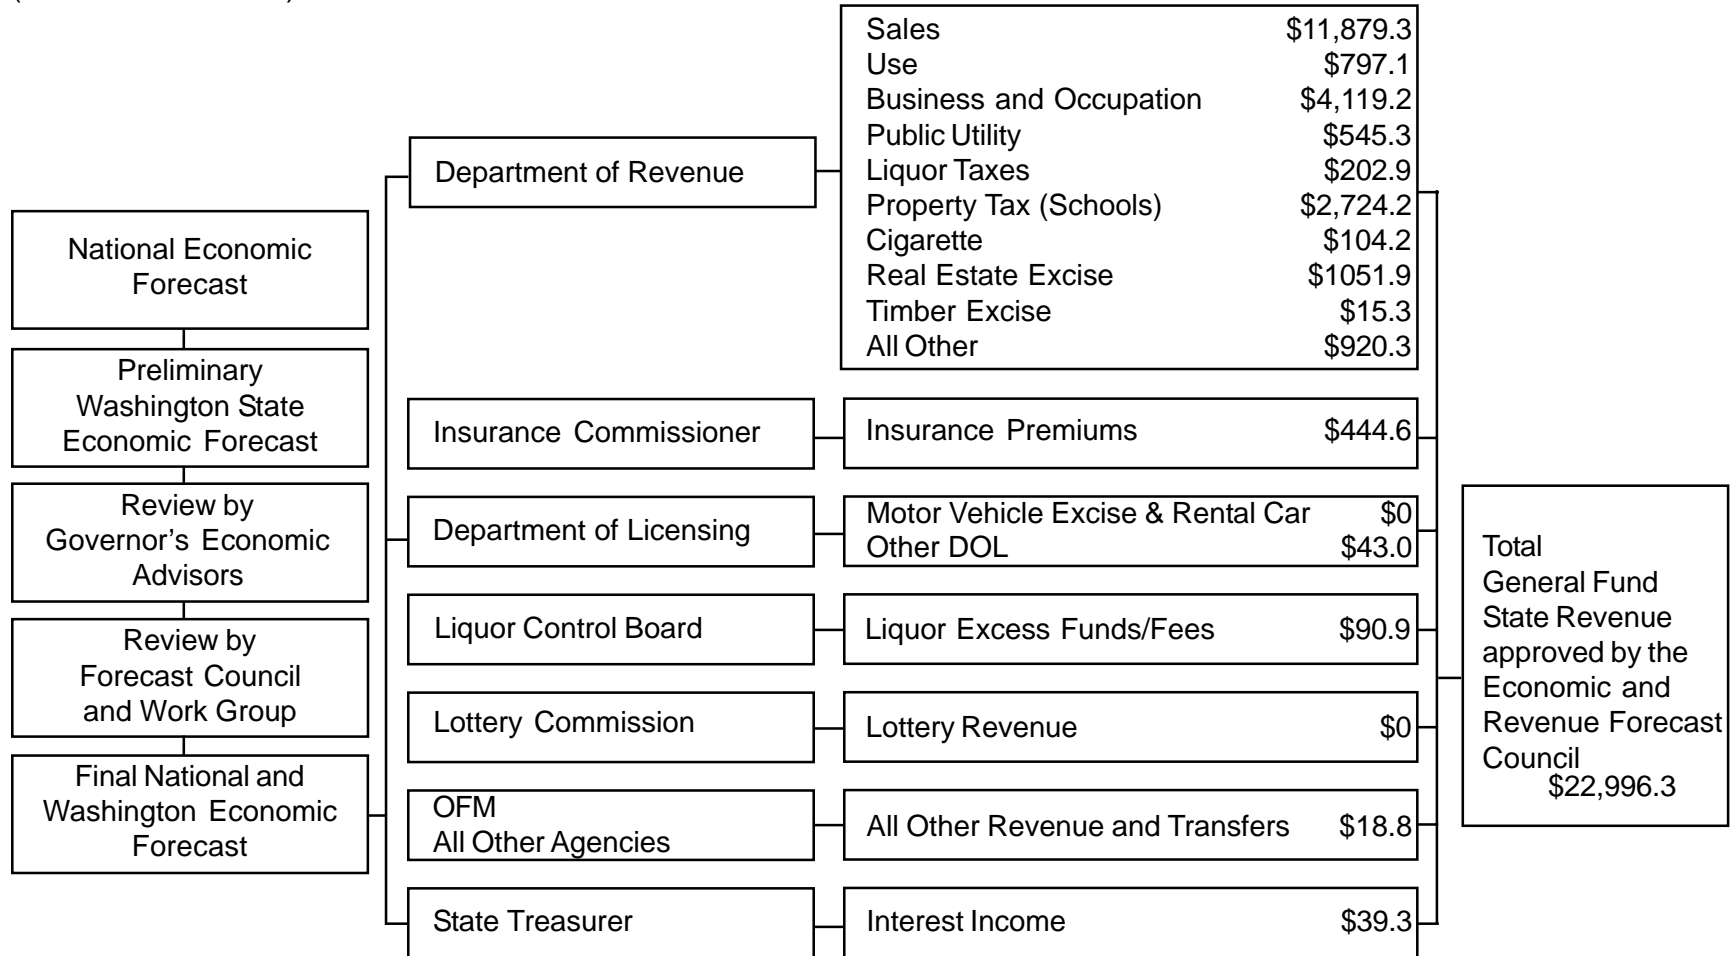 National Economic
Forecast
Preliminary
Washington State
Economic Forecast
Review by
Governor's Economic
Advisors
Review by
Forecast Council
and Work Group
Final National and
Washington Economic
Forecast
Department of Revenue
Sales $11,879.3
Use $797.1
Business and Occupation $4,119.2
Public Utility $545.3
Liquor Taxes $202.9
Property Tax (Schools) $2,724.2
Cigarette $104.2
Real Estate Excise $1051.9
Timber Excise $15.3
All Other $920.3
Insurance Commissioner
Insurance Premiums $444.6
Department of Licensing
Motor Vehicle Excise & Rental Car $0
Other DOL $43.0
Liquor Control Board
Liquor Excess Funds/Fees $90.9
Lottery Commission
Lottery Revenue $0
OFM
All Other Agencies
All Other Revenue and Transfers $18.8
State Treasurer
Interest Income $39.3
Total
General Fund
State Revenue
approved by the
Economic and
Revenue Forecast
Council
$22,996.3